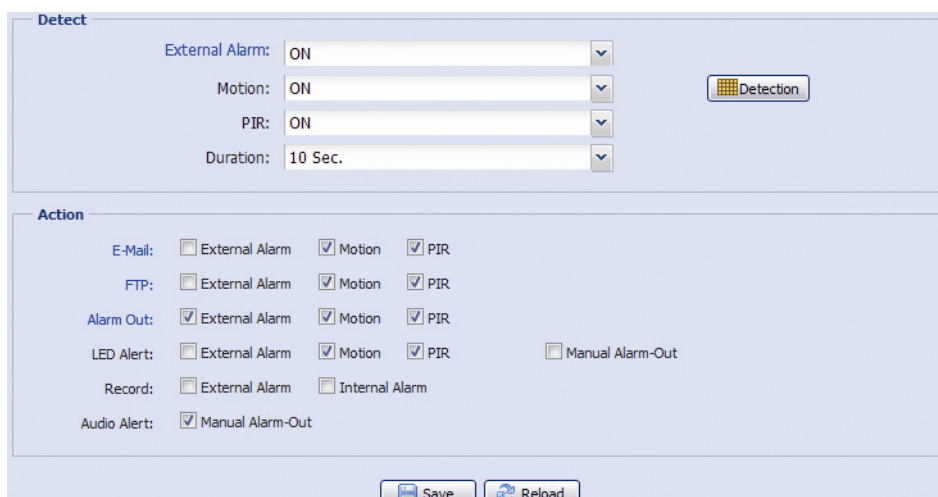 Detect
External Alarm: ON
Motion: ON Detection
PIR: ON
Duration: 10 Sec.
Action
E-Mail: External Alarm Motion PIR
FTP: External Alarm Motion PIR
Alarm Out: External Alarm Motion PIR
LED Alert: External Alarm Motion PIR Manual Alarm-Out
Record: External Alarm Internal Alarm
Audio Alert: Manual Alarm-Out
Save Reload